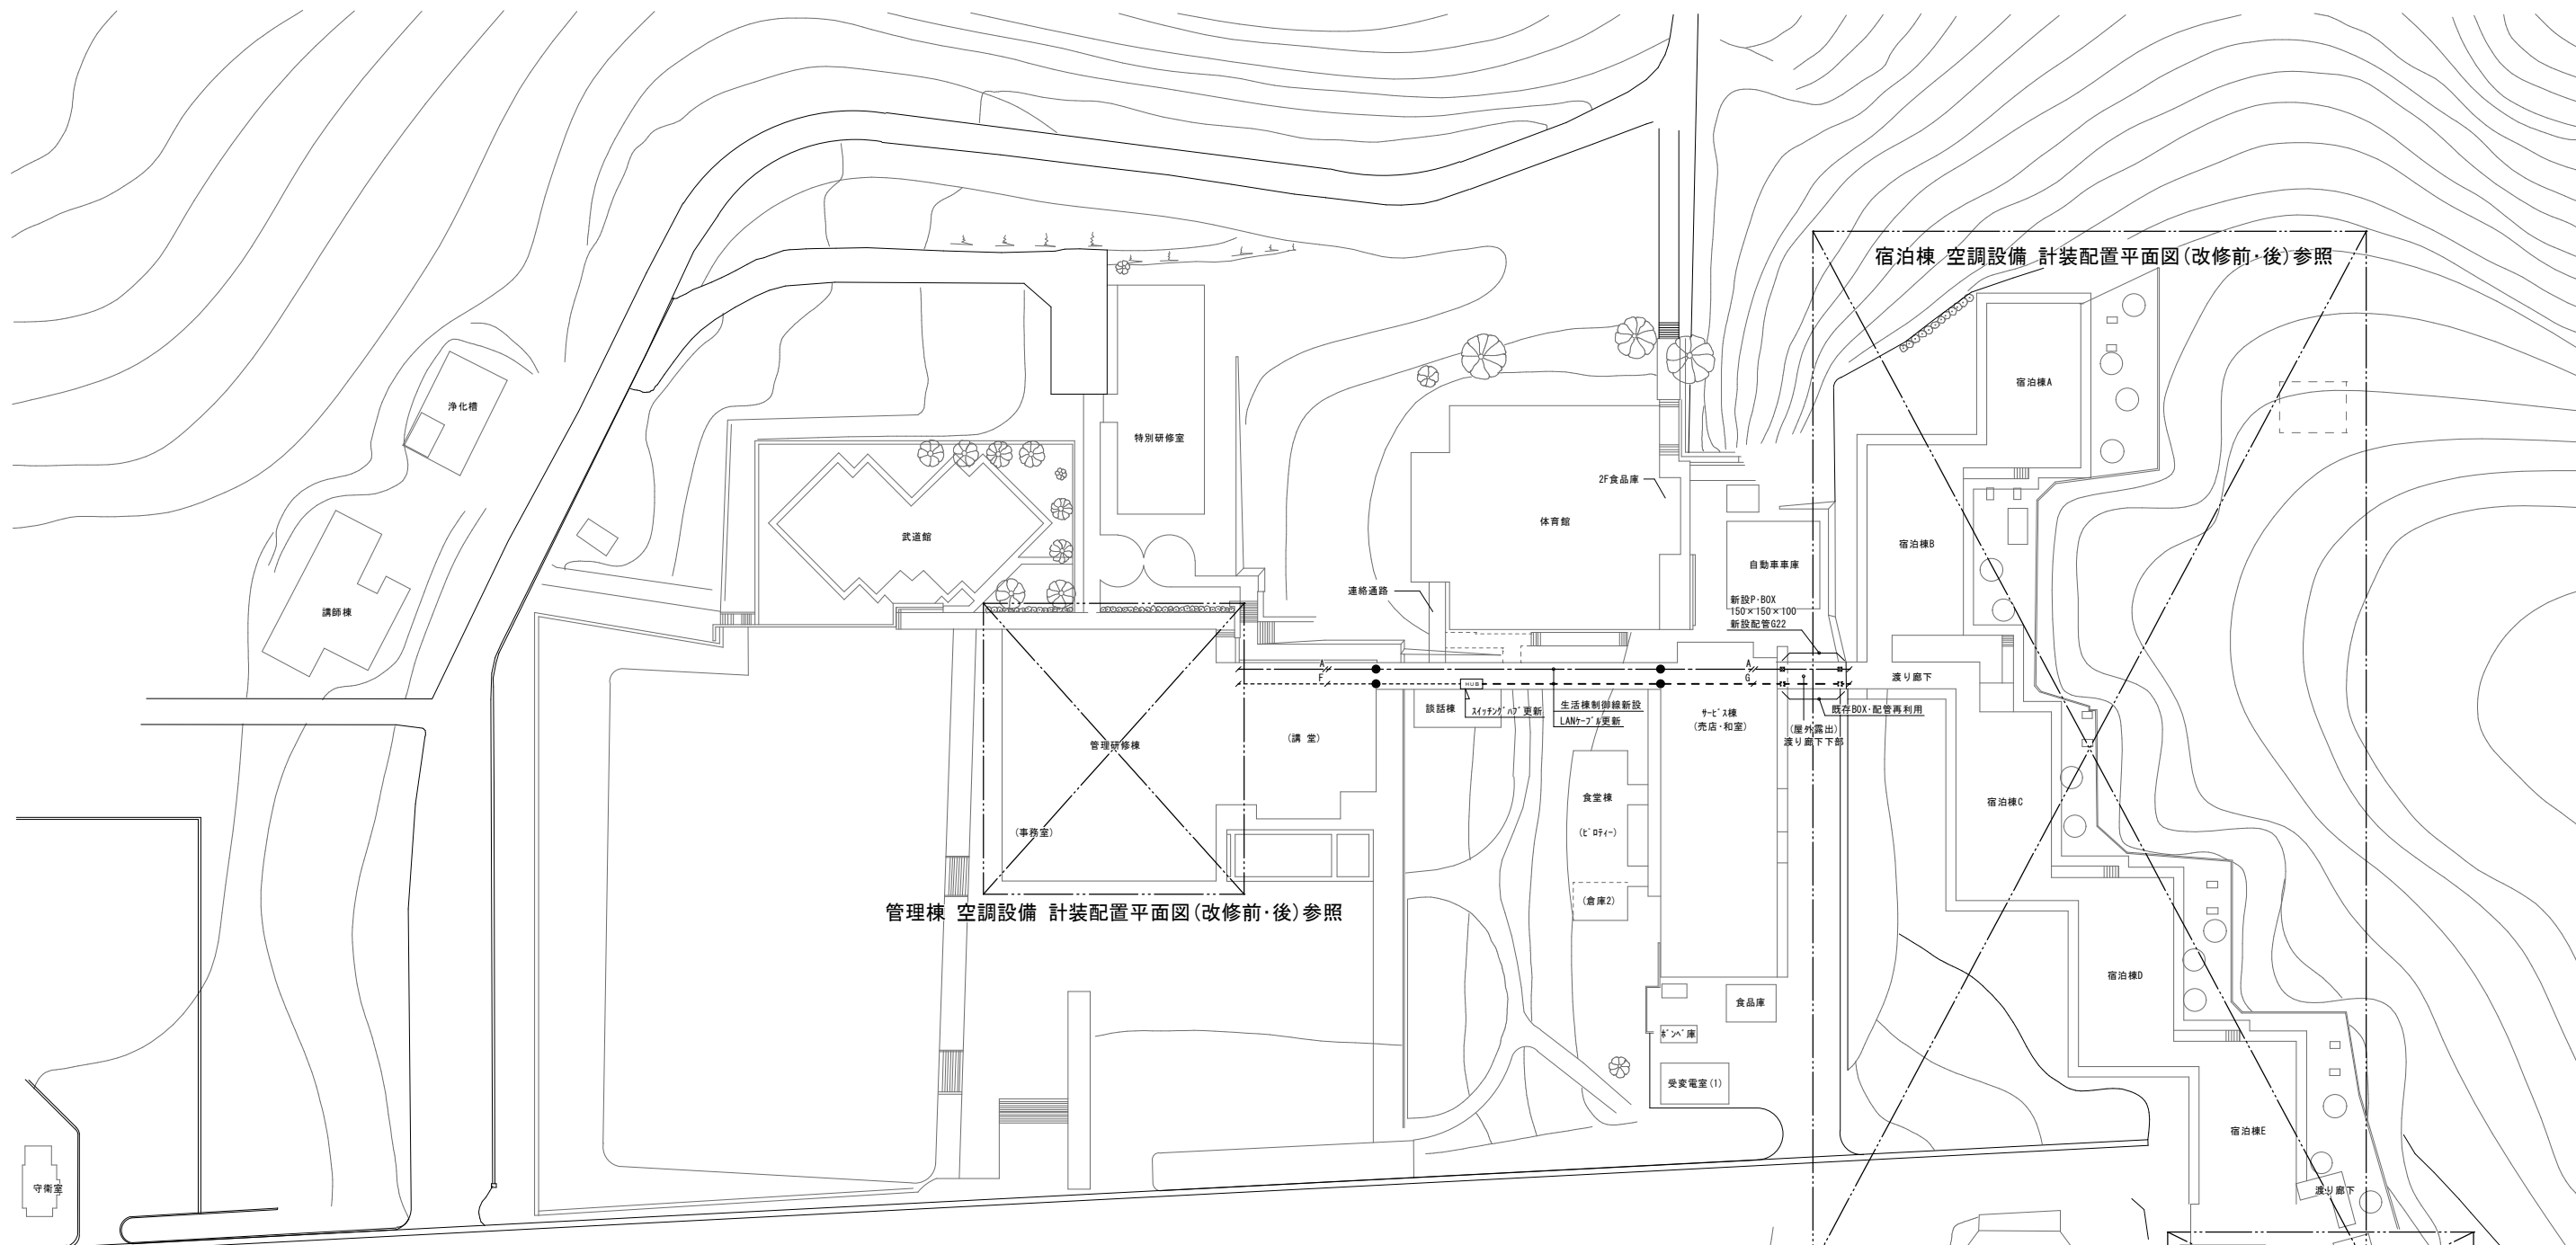 宿泊棟 空調設備 計装配置平面図(改修前・後)参照
宿泊棟A
浄化槽
特別研修室
2F食品庫
体育館
武道館
宿泊棟B
自動車車庫
連絡通路
新設P・BOX
150×150×100
新設配管G22
講師棟
A
A
F
HUB
G
渡り廊下
談話棟
スイッチングハブ更新
生活棟制御線新設
LANケーブル更新
既存BOX・配管再利用
サービス棟
(売店・和室)
(屋外露出)
渡り廊下下部
(講 堂)
管理研修棟
食堂棟
宿泊棟C
(事務室)
(ピロティー)
(倉庫2)
管理棟 空調設備 計装配置平面図(改修前・後)参照
宿泊棟D
食品庫
ボンベ庫
受変電室(1)
宿泊棟E
守衛室
渡り廊下